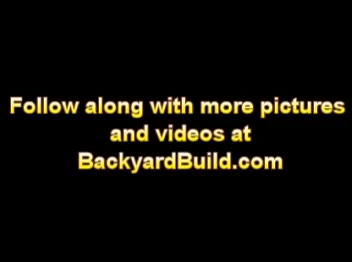 Follow along with more pictures
and videos at
BackyardBuild.com